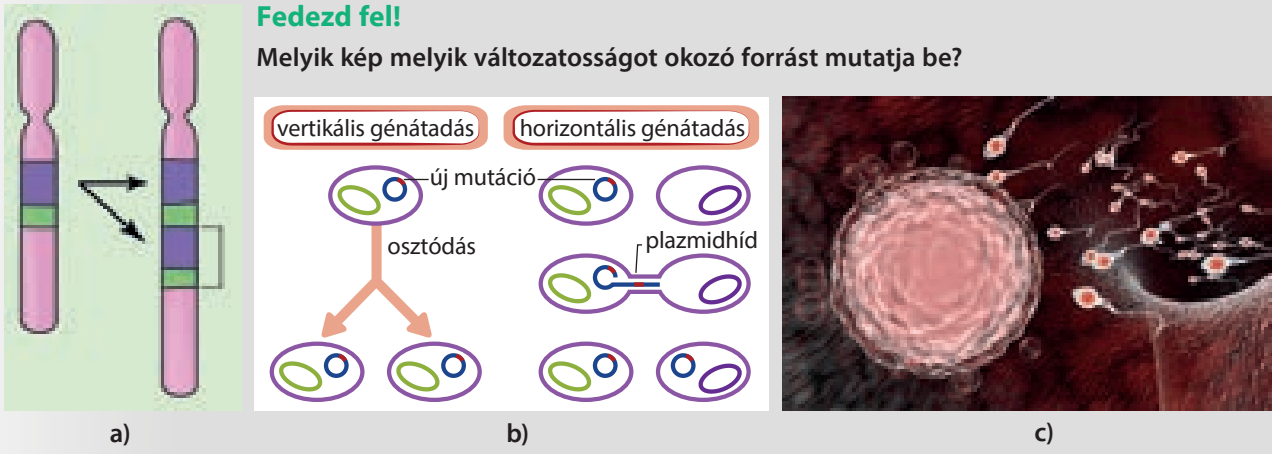 Fedezd fel!
Melyik kép melyik változatosságot okozó forrást mutatja be?
vertikális génátadás
horizontális génátadás
új mutáció
osztódás
plazmidhíd
a)
b)
c)